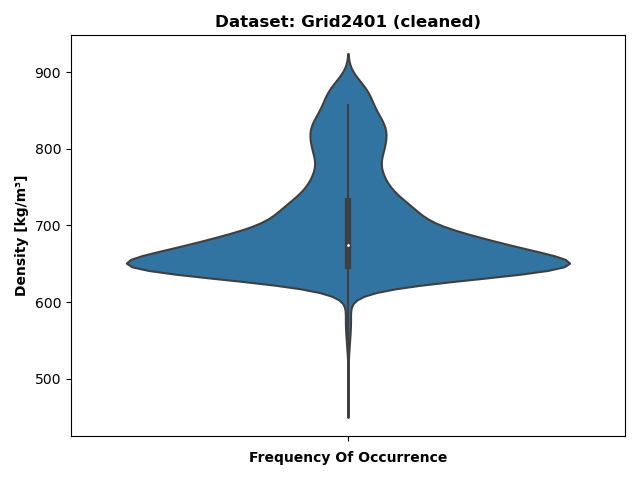 Dataset: Grid2401 (cleaned)
900
800
700
600
500
Density [kg/m³]
Frequency Of Occurrence